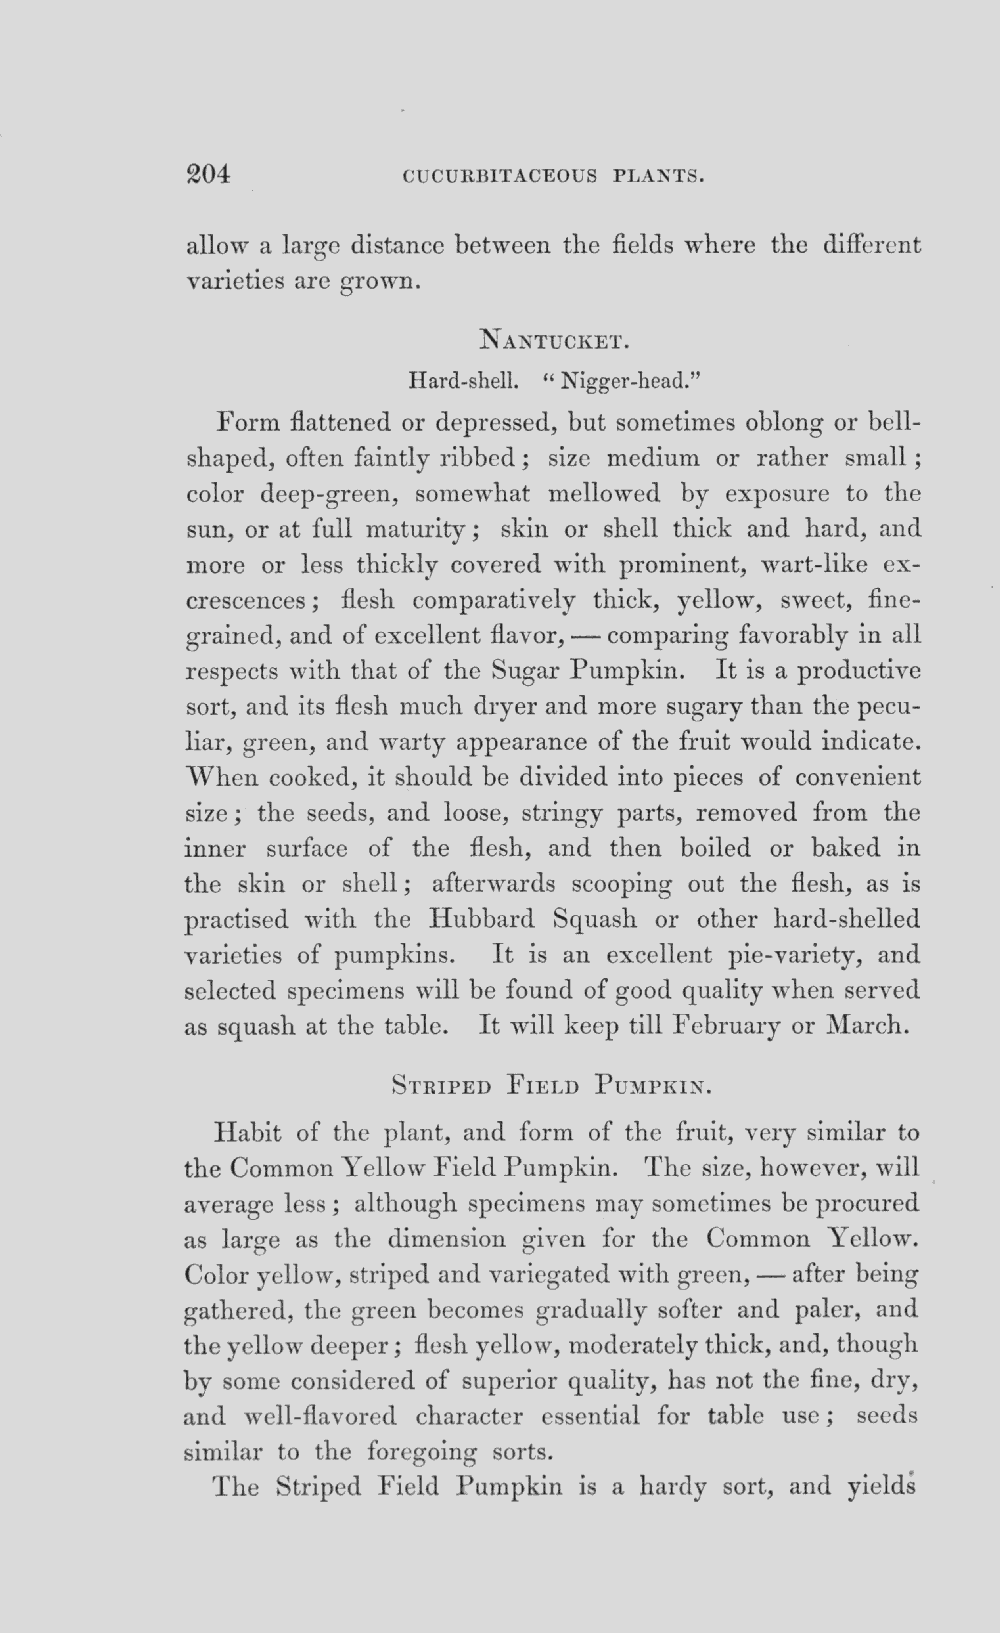 204 CUCURBITACEOUS PLANTS.
allow a large distance between the fields where the different
varieties are grown.
NANTUCKET.
Hard-shell. “Nigger-head.”
Form flattened or depressed, but sometimes oblong or bell-
shaped, often faintly ribbed; size medium or rather small;
color deep-green, somewhat mellowed by exposure to the
sun, or at full maturity; skin or shell thick and hard, and
more or less thickly covered with prominent, wart-like ex-
crescences; flesh comparatively thick, yellow, sweet, fine-
grained, and of excellent flavor, — comparing favorably in all
respects with that of the Sugar Pumpkin. It is a productive
sort, and its flesh much dryer and more sugary than the pecu-
liar, green, and warty appearance of the fruit would indicate.
When cooked, it should be divided into pieces of convenient
size; the seeds, and loose, stringy parts, removed from the
inner surface of the flesh, and then boiled or baked in
the skin or shell; afterwards scooping out the flesh, as is
practised with the Hubbard Squash or other hard-shelled
varieties of pumpkins. It is an excellent pie-variety, and
selected specimens will be found of good quality when served
as squash at the table. It will keep till February or March.
STRIPED FIELD PUMPKIN.
Habit of the plant, and form of the fruit, very similar to
the Common Yellow Field Pumpkin. The size, however, will
average less; although specimens may sometimes be procured
as large as the dimension given for the Common Yellow.
Color yellow, striped and variegated with green, — after being
gathered, the green becomes gradually softer and paler, and
the yellow deeper; flesh yellow, moderately thick, and, though
by some considered of superior quality, has not the fine, dry,
and well-flavored character essential for table use; seeds
similar to the foregoing sorts.
The Striped Field Pumpkin is a hardy sort, and yields